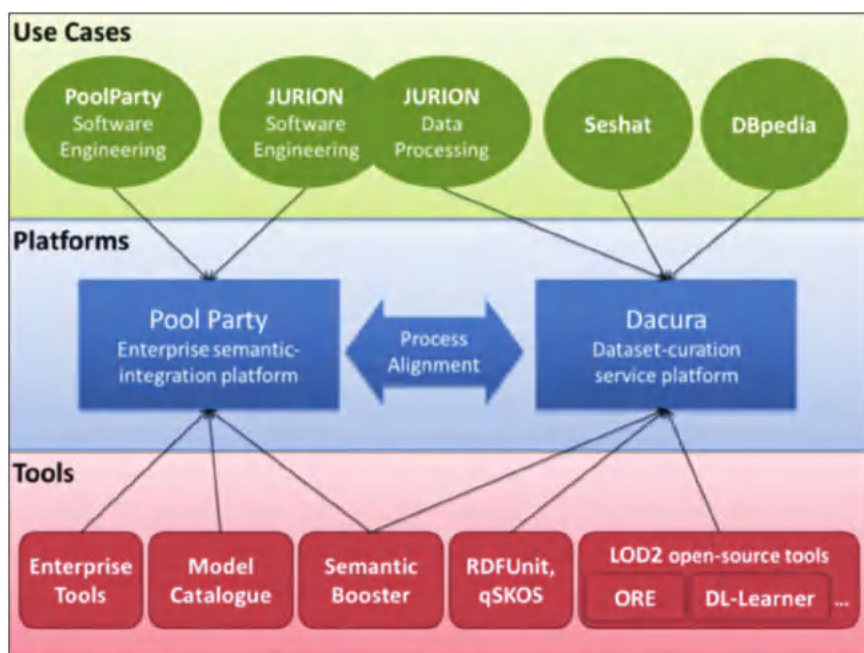 Use Cases
PoolParty
Software
Engineering
JURION
Software
Engineering
JURION
Data
Processing
Seshat
DBpedia
Platforms
Pool Party
Enterprise semantic-
integration platform
Process
Alignment
Dacura
Dataset-curation
service platform
Tools
Enterprise
Tools
Model
Catalogue
Semantic
Booster
RDFUnit,
qSKOS
LOD2 open-source tools
ORE
DL-Learner
...